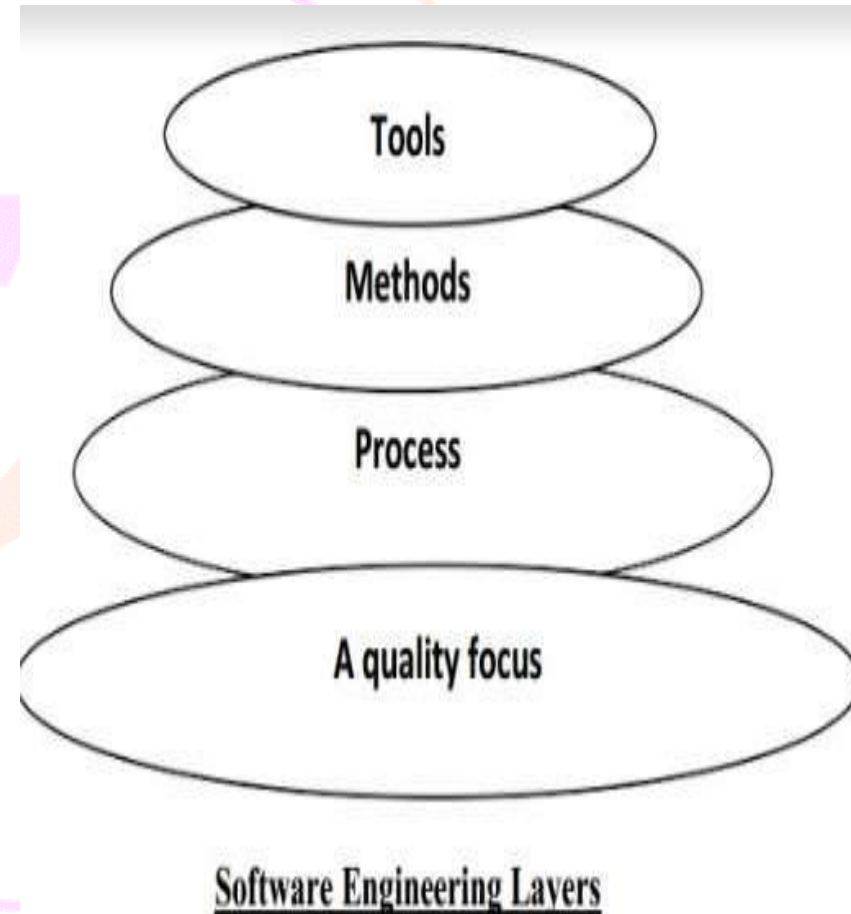 Tools
Methods
Process
A quality focus
Software Engineering Layers